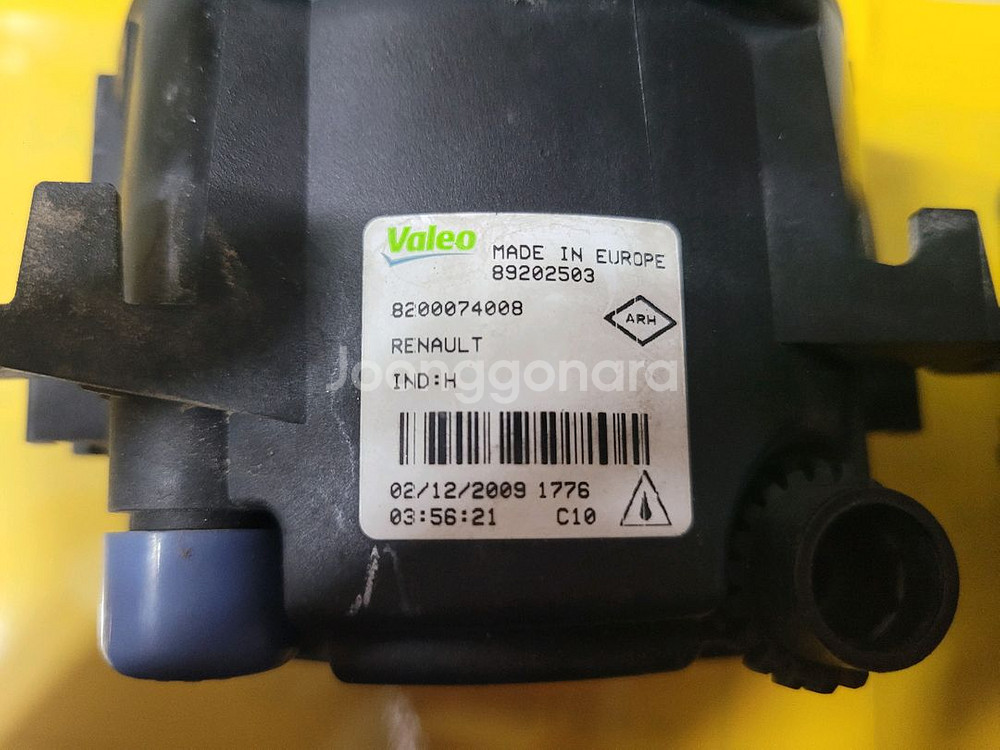 Valeo
MADE IN EUROPE
89202503
8200074008
ARH
RENAULT
Joonggonara
IND:H
02/12/2009 1776
03:56:21 C10